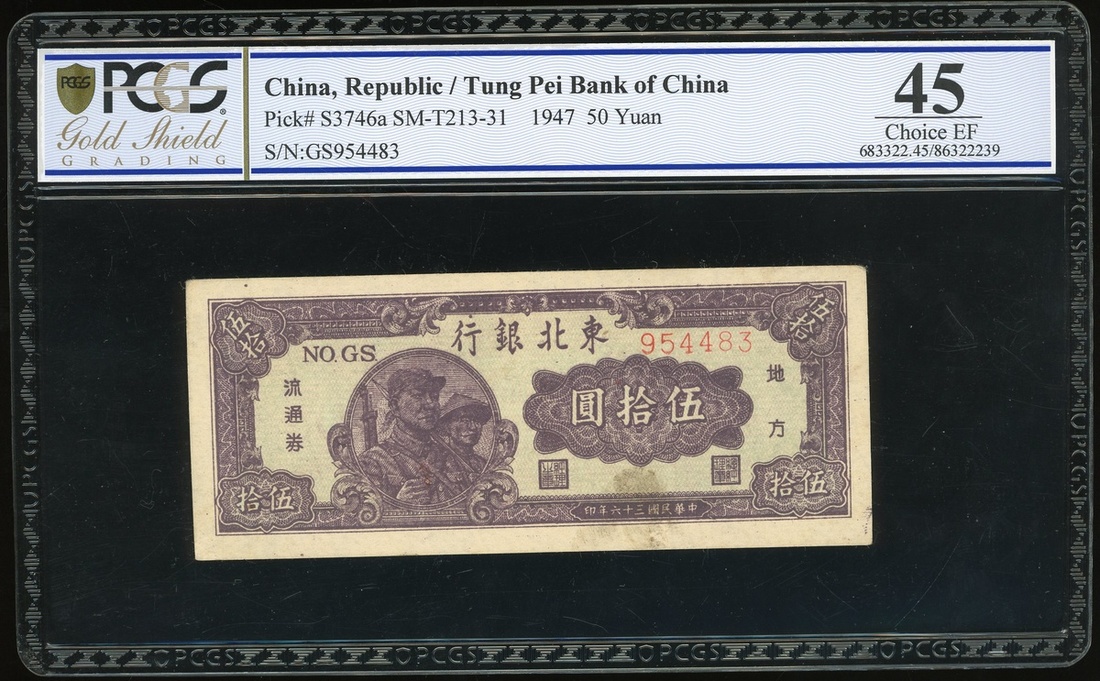 PCGS
PCGS
Gold Shield
GRADING
China, Republic / Tung Pei Bank of China
Pick# S3746a SM-T213-31 1947 50 Yuan
S/N:GS954483
45
Choice EF
683322.45/86322239
伍拾
伍拾
行銀北東
NO. GS.
954483
流通券
圓拾伍
地方
拾伍
拾伍
印年六十三國民華中